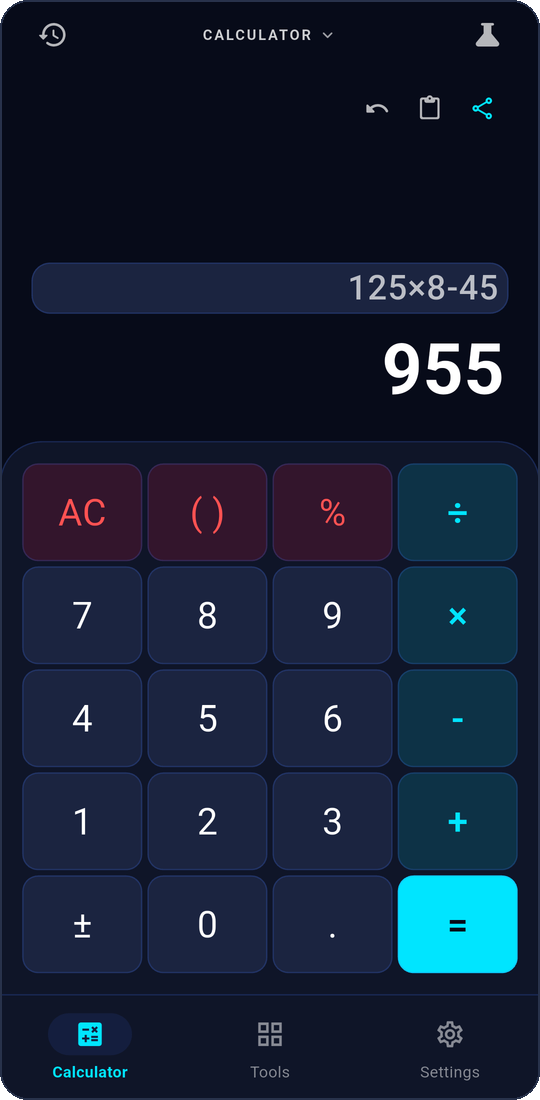 CALCULATOR
125×8-45
955
AC ( ) % ÷
7 8 9 ×
4 5 6 -
1 2 3 +
± 0 . =
Calculator Tools Settings